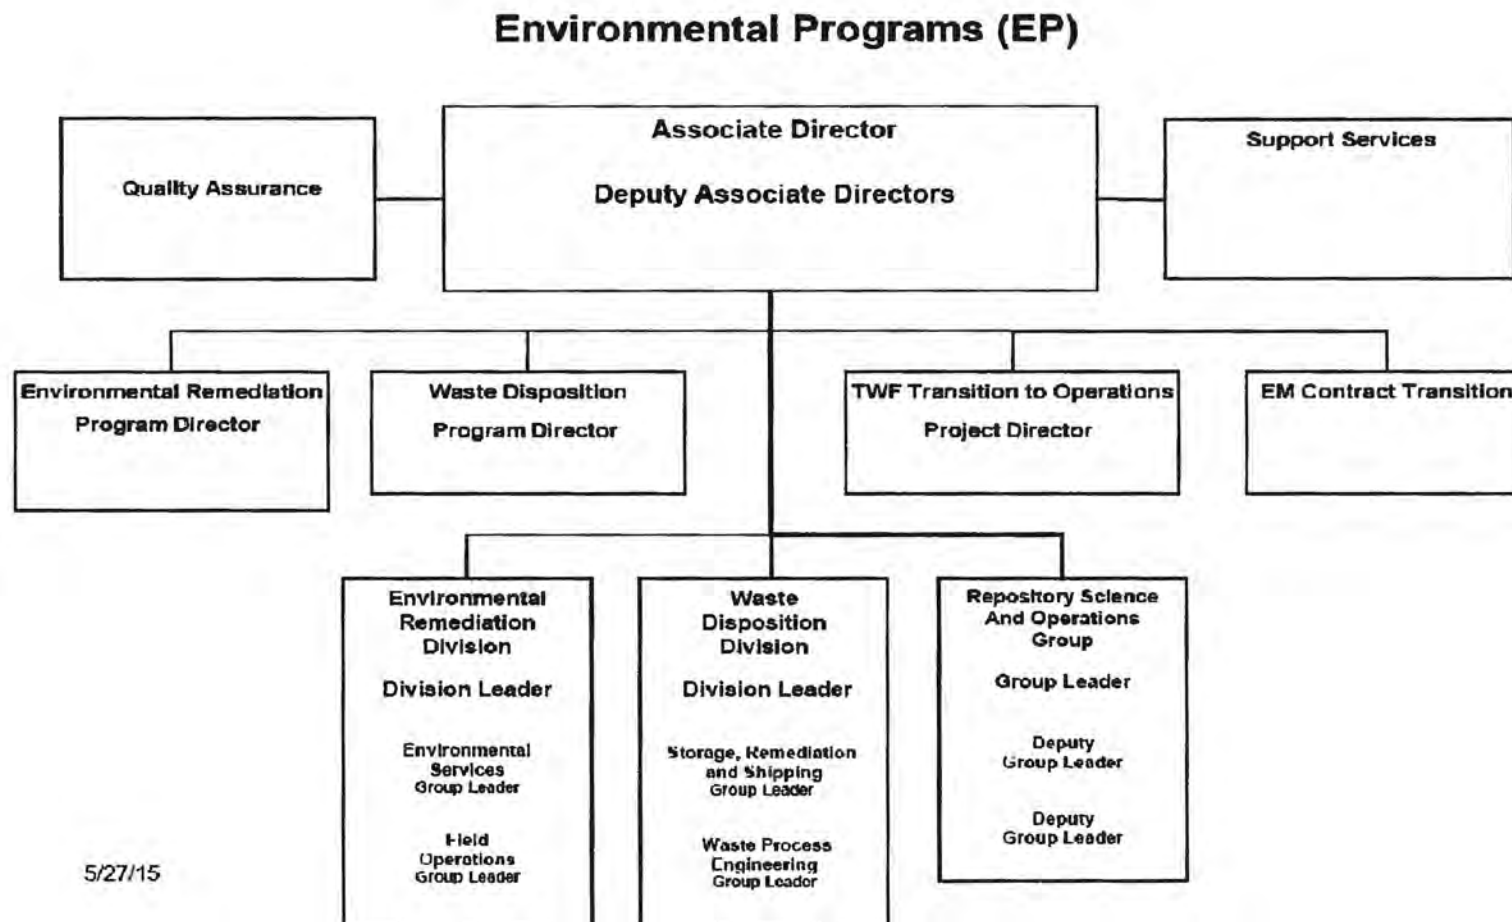 Environmental Programs (EP)
Quality Assurance
Associate Director
Deputy Associate Directors
Support Services
Environmental Remediation
Program Director
Waste Disposition
Program Director
TWF Transition to Operations
Project Director
EM Contract Transition
Environmental
Remediation
Division
Division Leader
Environmental
Services
Group Leader
Field
Operations
Group Leader
Waste
Disposition
Division
Division Leader
Storage, Remediation
and Shipping
Group Leader
Waste Process
Engineering
Group Leader
Repository Science
And Operations
Group
Group Leader
Deputy
Group Leader
Deputy
Group Leader
5/27/15